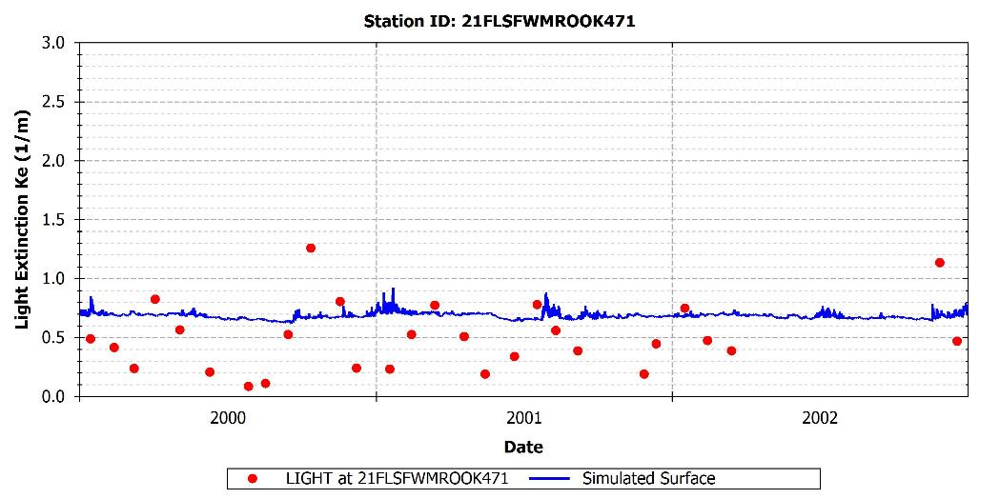 Station ID: 21FLSFWMROOK471
3.0
2.5
2.0
1.5
1.0
0.5
0.0
Light Extinction Ke (1/m)
2000 2001 2002
Date
LIGHT at 21FLSFWMROOK471 Simulated Surface